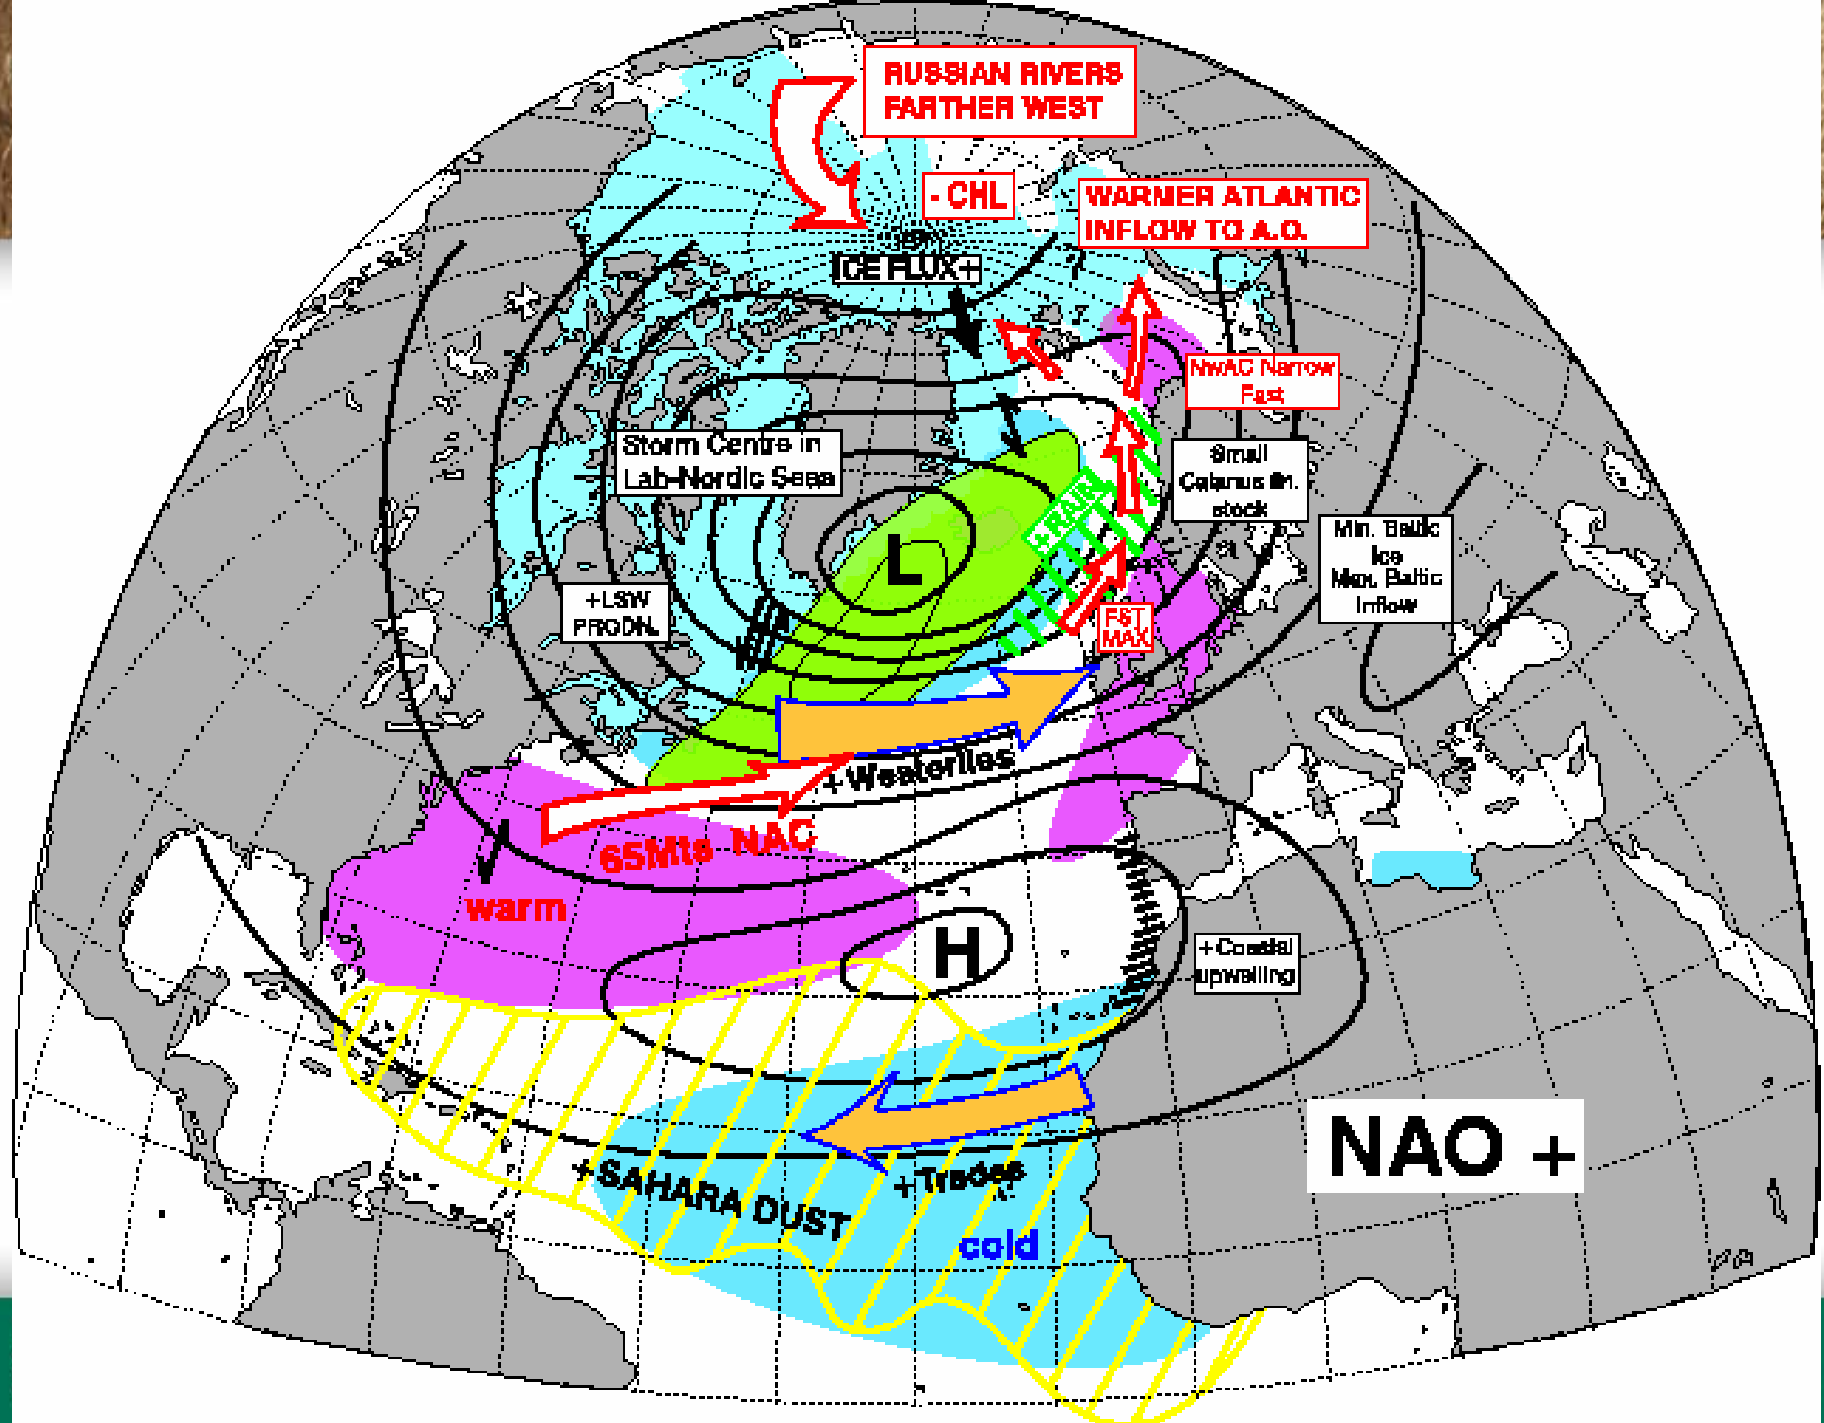 RUSSIAN RIVERS
FARTHER WEST
- CHL
WARMER ATLANTIC
INFLOW TO A.O.
ICE FLUX+
NwAC Narrow
Fast
Storm Centre in
Lab-Nordic Seas
Small
Calanus fin.
stock
+RAIN
L
Min. Baltic
Ice
Max. Baltic
Inflow
+LSW
PRODN.
FST
MAX
+ Westerlies
65Mts NAC
warm
H
+Coastal
upwelling
NAO +
+ SAHARA DUST
+ Trades
cold